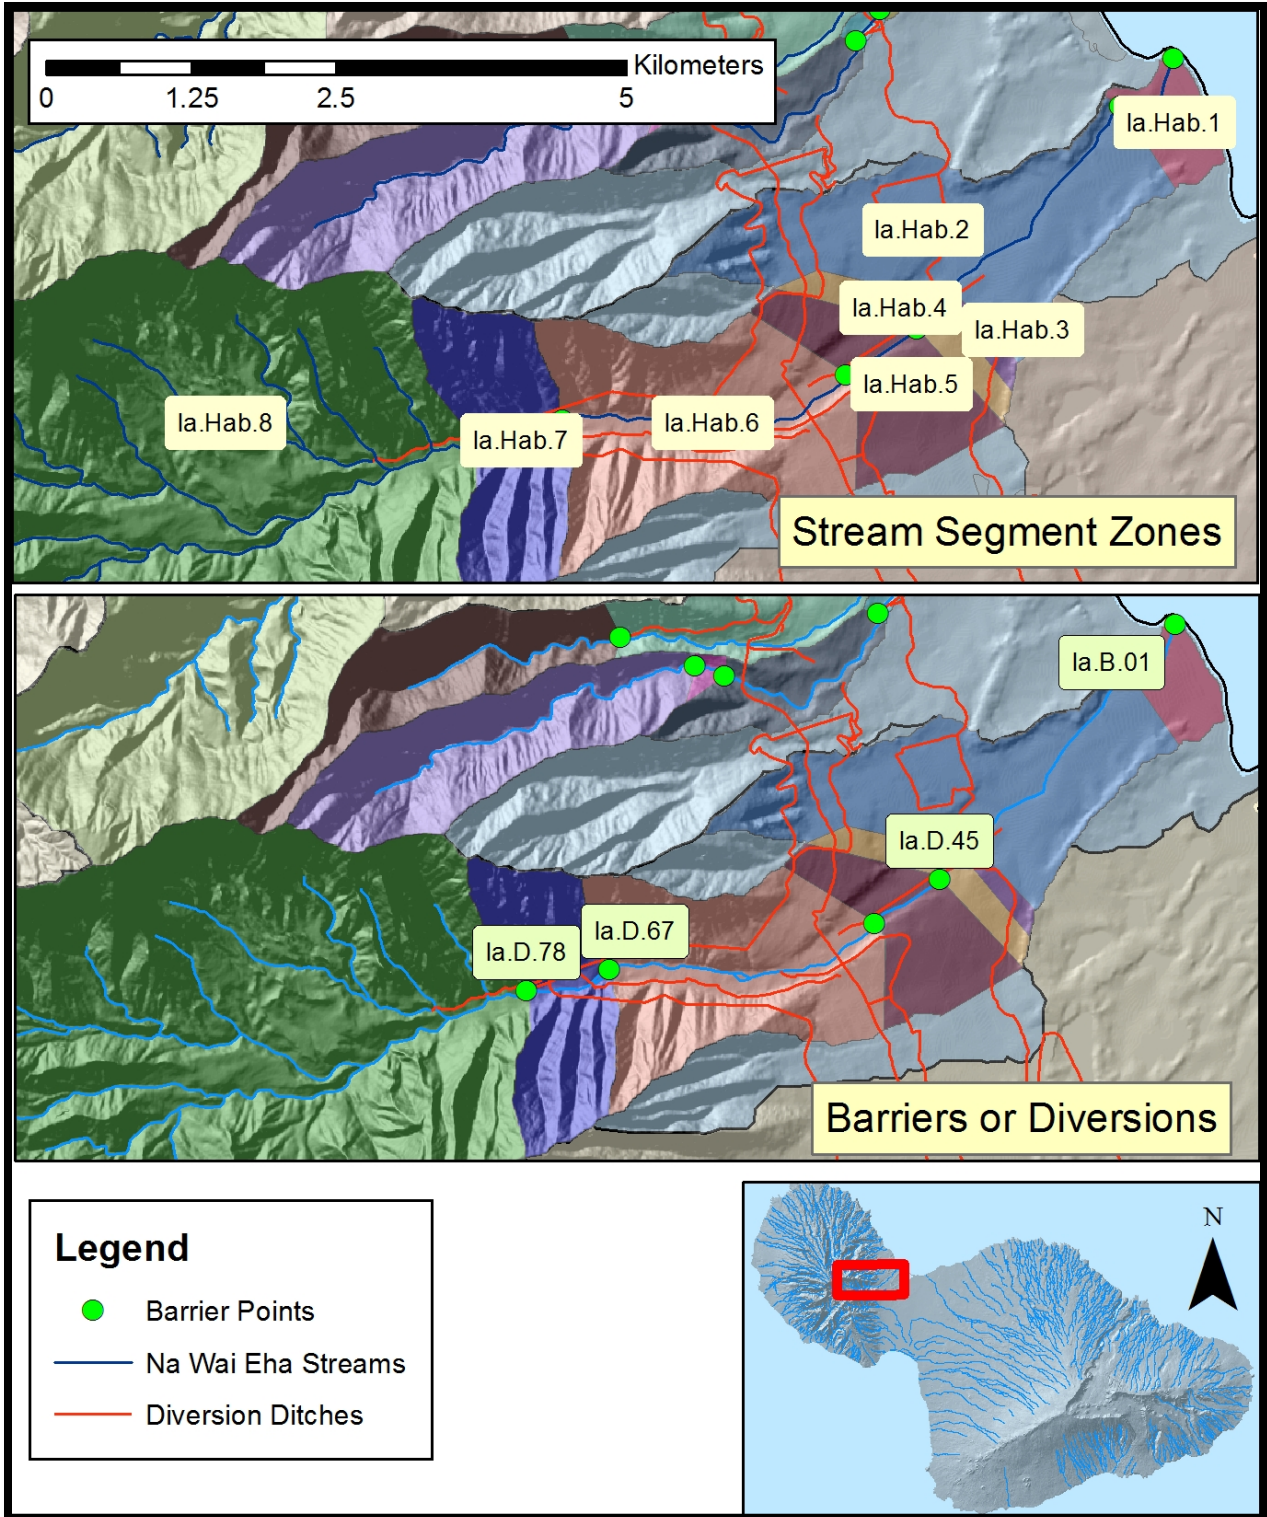 Kilometers
0 1.25 2.5 5
Ia.Hab.1
Ia.Hab.2
Ia.Hab.4
Ia.Hab.3
Ia.Hab.5
Ia.Hab.8
Ia.Hab.7
Ia.Hab.6
Stream Segment Zones
Ia.B.01
Ia.D.45
Ia.D.67
Ia.D.78
Barriers or Diversions
Legend
Barrier Points
Na Wai Eha Streams
Diversion Ditches
N